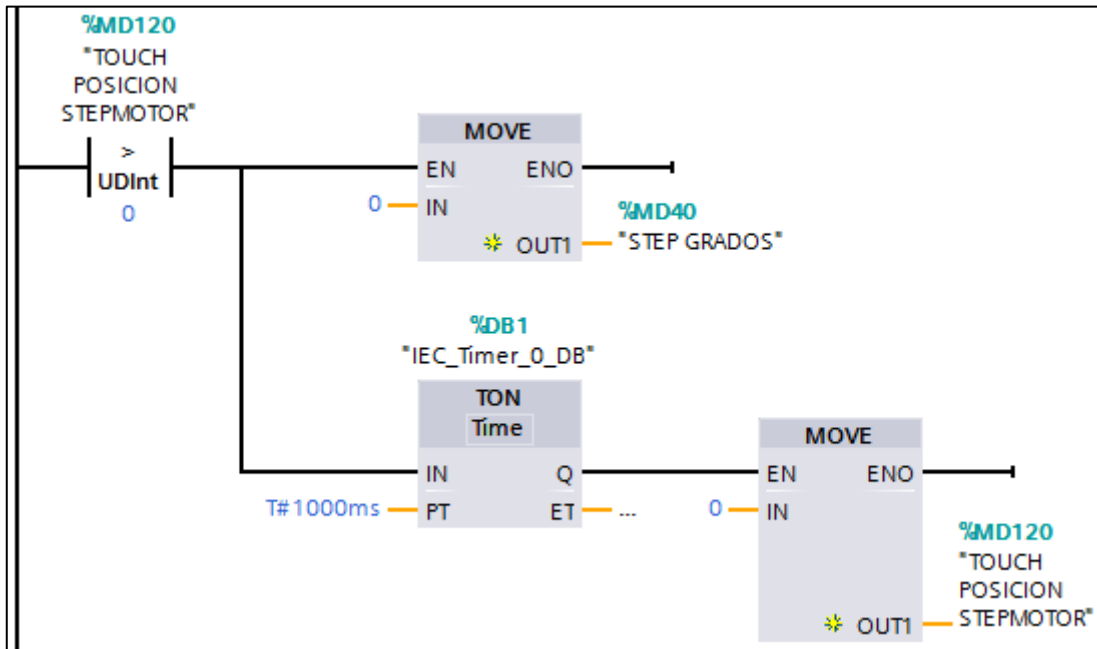 %MD120
"TOUCH
POSICION
STEPMOTOR"
>
UDInt
0
MOVE
EN ENO
0 IN
OUT1
%MD40
"STEP GRADOS"
%DB1
"IEC_Timer_0_DB"
TON
Time
IN Q
T#1000ms PT ET ...
MOVE
EN ENO
0 IN
OUT1
%MD120
"TOUCH
POSICION
STEPMOTOR"